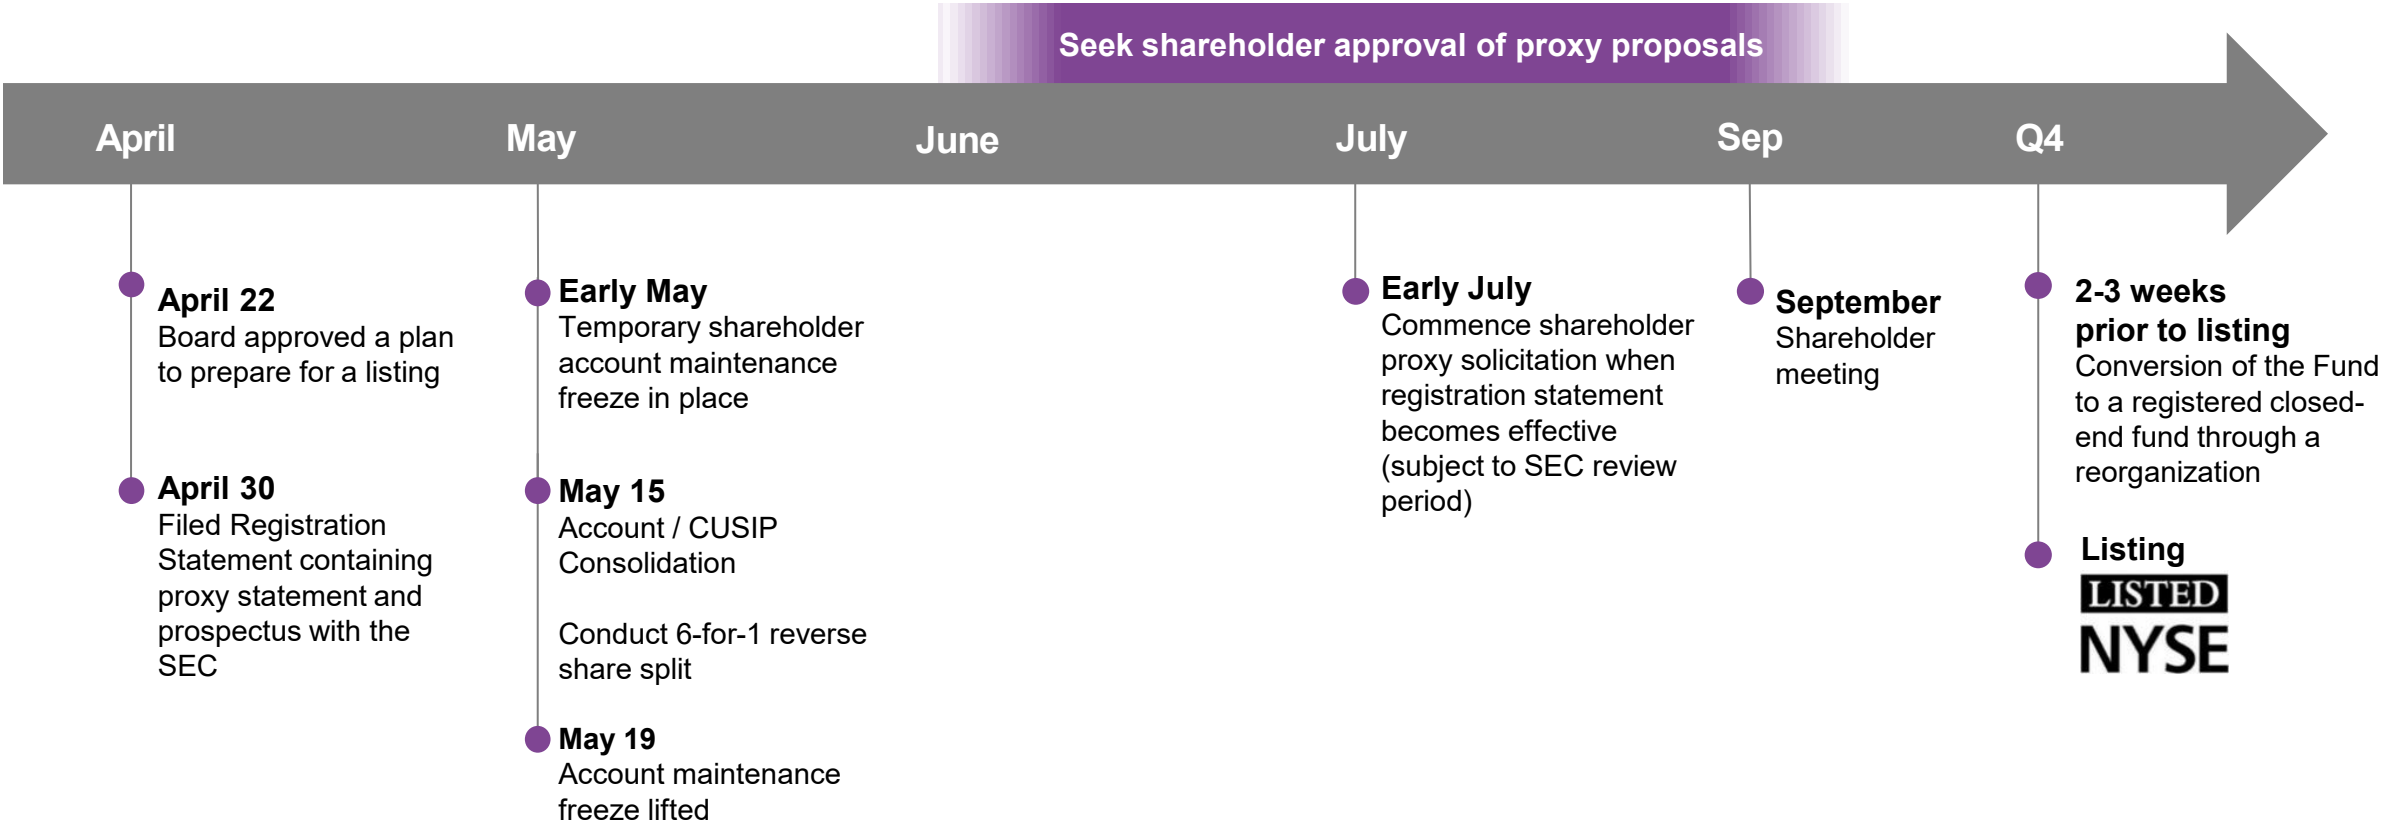 Seek shareholder approval of proxy proposals
April
May
June
July
Sep
Q4
April 22
Board approved a plan
to prepare for a listing
April 30
Filed Registration
Statement containing
proxy statement and
prospectus with the
SEC
Early May
Temporary shareholder
account maintenance
freeze in place
May 15
Account / CUSIP
Consolidation
Conduct 6-for-1 reverse
share split
May 19
Account maintenance
freeze lifted
Early July
Commence shareholder
proxy solicitation when
registration statement
becomes effective
(subject to SEC review
period)
September
Shareholder
meeting
2-3 weeks
prior to listing
Conversion of the Fund
to a registered closed-
end fund through a
reorganization
Listing
LISTED
NYSE